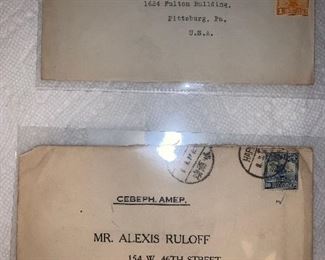 1624 Fulton Building,
Pittsburg, Pa.
U.S.A.
СЕВЕРН. АМЕР.
MR. ALEXIS RULOFF
154 W. 46TH STREET